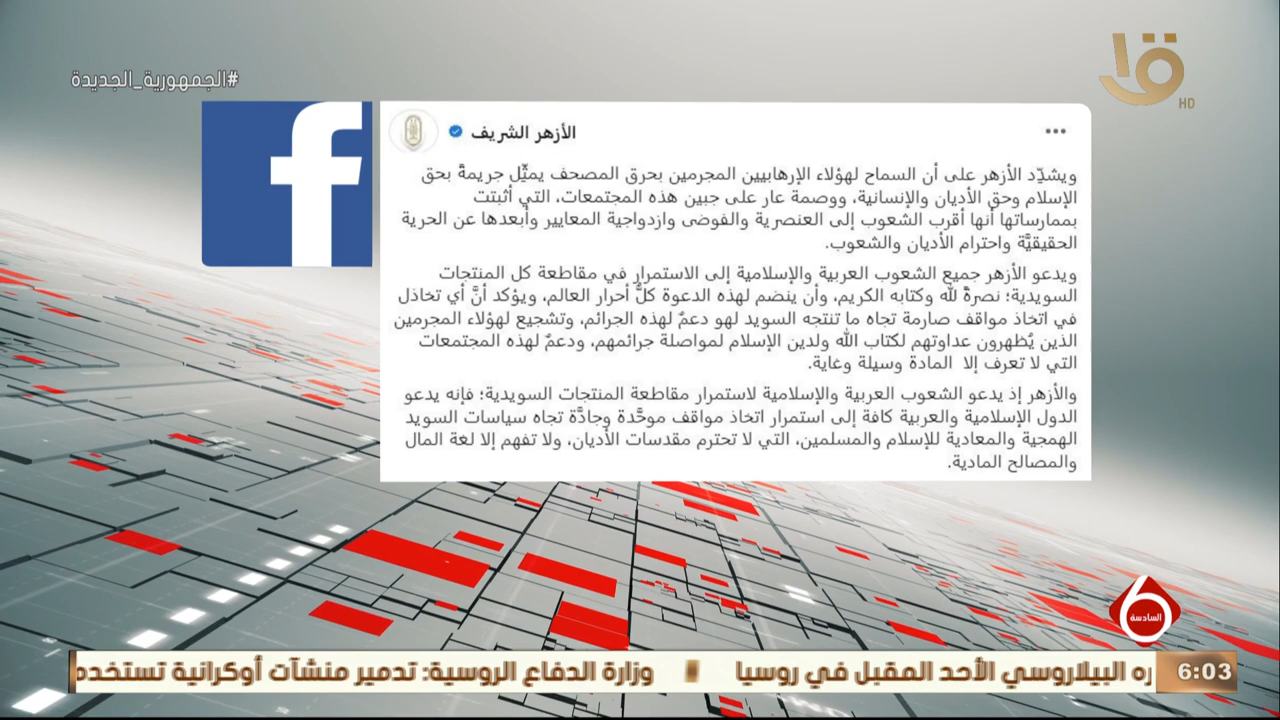 #الجمهورية_الجديدة
HD
الأزهر الشريف
ويشدِّد الأزهر على أن السماح لهؤلاء الإرهابيين المجرمين بحرق المصحف يمثِّل جريمةً بحق
الإسلام وحق الأديان والإنسانية، ووصمة عار على جبين هذه المجتمعات، التي أثبتت
بممارساتها أنها أقرب الشعوب إلى العنصرية والفوضى وازدواجية المعايير وأبعدها عن الحرية
الحقيقيَّة واحترام الأديان والشعوب.
ويدعو الأزهر جميع الشعوب العربية والإسلامية إلى الاستمرار في مقاطعة كل المنتجات
السويدية؛ نصرةً لله وكتابه الكريم، وأن ينضم لهذه الدعوة كلُّ أحرار العالم، ويؤكد أنَّ أي تخاذل
في اتخاذ مواقف صارمة تجاه ما تنتجه السويد لهو دعمٌ لهذه الجرائم، وتشجيع لهؤلاء المجرمين
الذين يُظهرون عداوتهم لكتاب الله ولدين الإسلام لمواصلة جرائمهم، ودعمٌ لهذه المجتمعات
التي لا تعرف إلا المادة وسيلة وغاية.
والأزهر إذ يدعو الشعوب العربية والإسلامية لاستمرار مقاطعة المنتجات السويدية؛ فإنه يدعو
الدول الإسلامية والعربية كافة إلى استمرار اتخاذ مواقف موحَّدة وجادَّة تجاه سياسات السويد
الهمجية والمعادية للإسلام والمسلمين، التي لا تحترم مقدسات الأديان، ولا تفهم إلا لغة المال
والمصالح المادية.
السادسة
6:03
ره البيلاروسي الأحد المقبل في روسيا
وزارة الدفاع الروسية: تدمير منشآت أوكرانية تستخدم